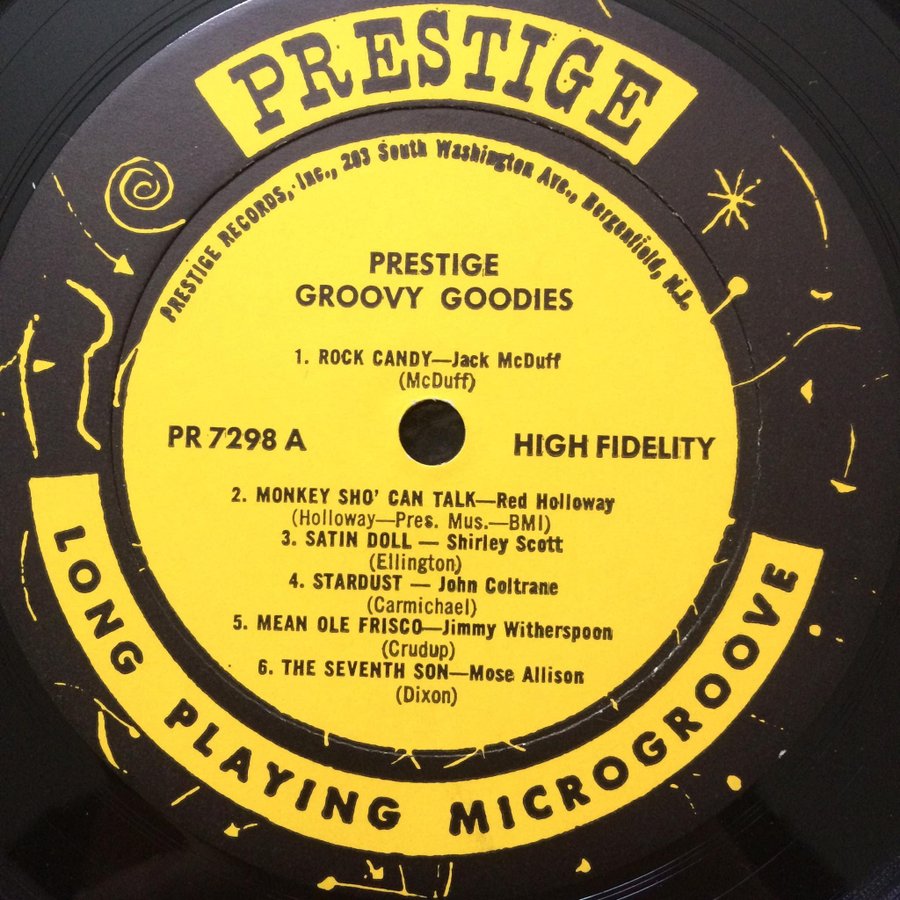 PRESTIGE
PRESTIGE RECORDS, Inc., 203 South Washington Ave., Bergenfield, N.J.
PRESTIGE
GROOVY GOODIES
1. ROCK CANDY—Jack McDuff
(McDuff)
PR 7298 A
HIGH FIDELITY
2. MONKEY SHO' CAN TALK—Red Holloway
(Holloway—Pres. Mus.—BMI)
3. SATIN DOLL — Shirley Scott
(Ellington)
4. STARDUST — John Coltrane
(Carmichael)
5. MEAN OLE FRISCO—Jimmy Witherspoon
(Crudup)
6. THE SEVENTH SON—Mose Allison
(Dixon)
LONG PLAYING MICROGROOVE